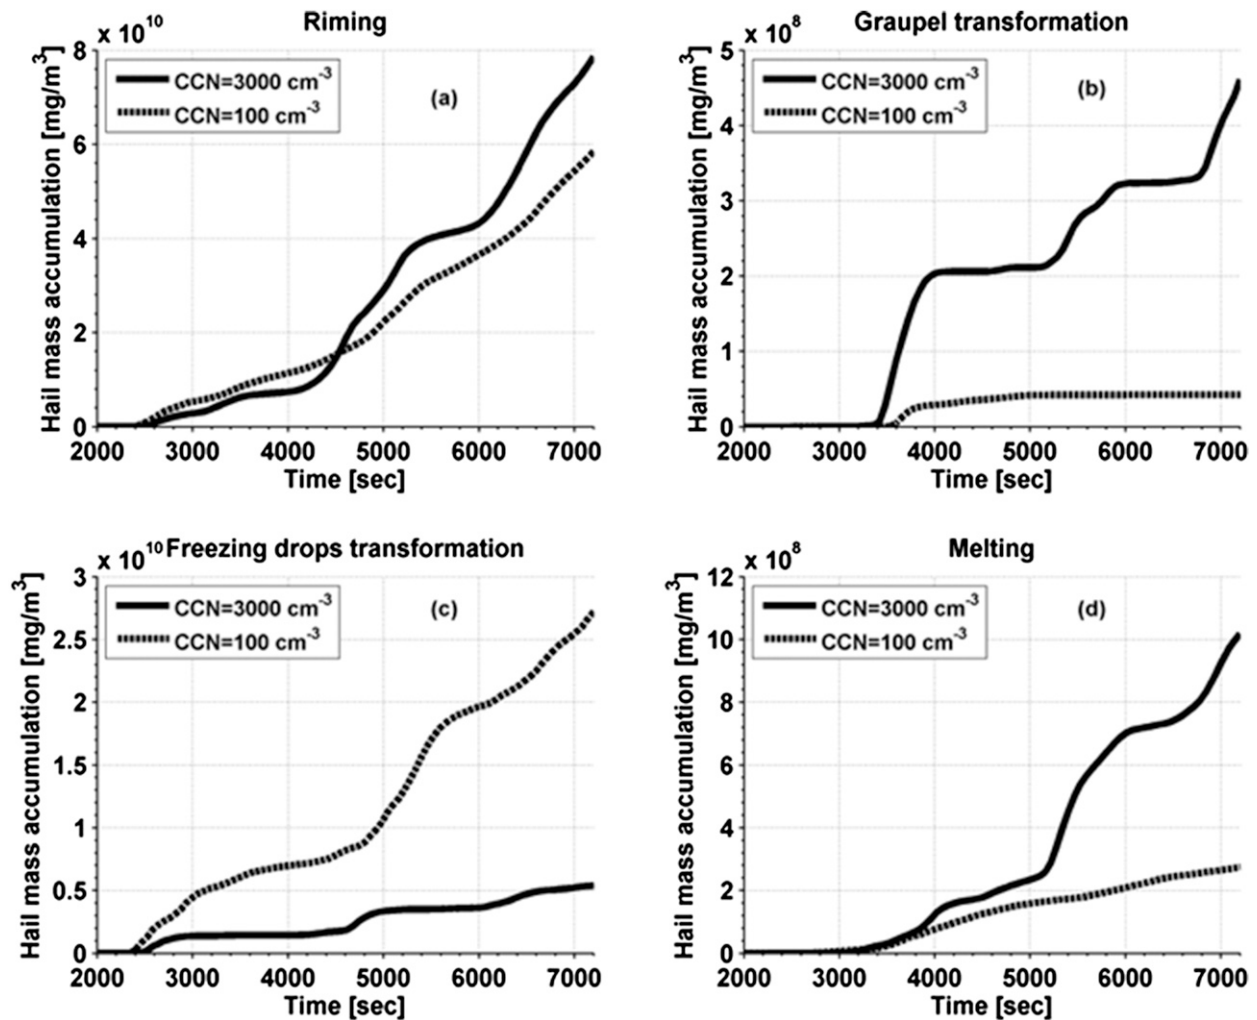 x 10^10 Riming
Hail mass accumulation [mg/m^3]
8
6
4
2
0
CCN=3000 cm^-3
CCN=100 cm^-3
(a)
2000 3000 4000 5000 6000 7000
Time [sec]
x 10^8 Graupel transformation
Hail mass accumulation [mg/m^3]
5
4
3
2
1
0
CCN=3000 cm^-3
CCN=100 cm^-3
(b)
2000 3000 4000 5000 6000 7000
Time [sec]
x 10^10 Freezing drops transformation
Hail mass accumulation [mg/m^3]
3
2.5
2
1.5
1
0.5
0
CCN=3000 cm^-3
CCN=100 cm^-3
(c)
2000 3000 4000 5000 6000 7000
Time [sec]
x 10^8 Melting
Hail mass accumulation [mg/m^3]
12
10
8
6
4
2
0
CCN=3000 cm^-3
CCN=100 cm^-3
(d)
2000 3000 4000 5000 6000 7000
Time [sec]